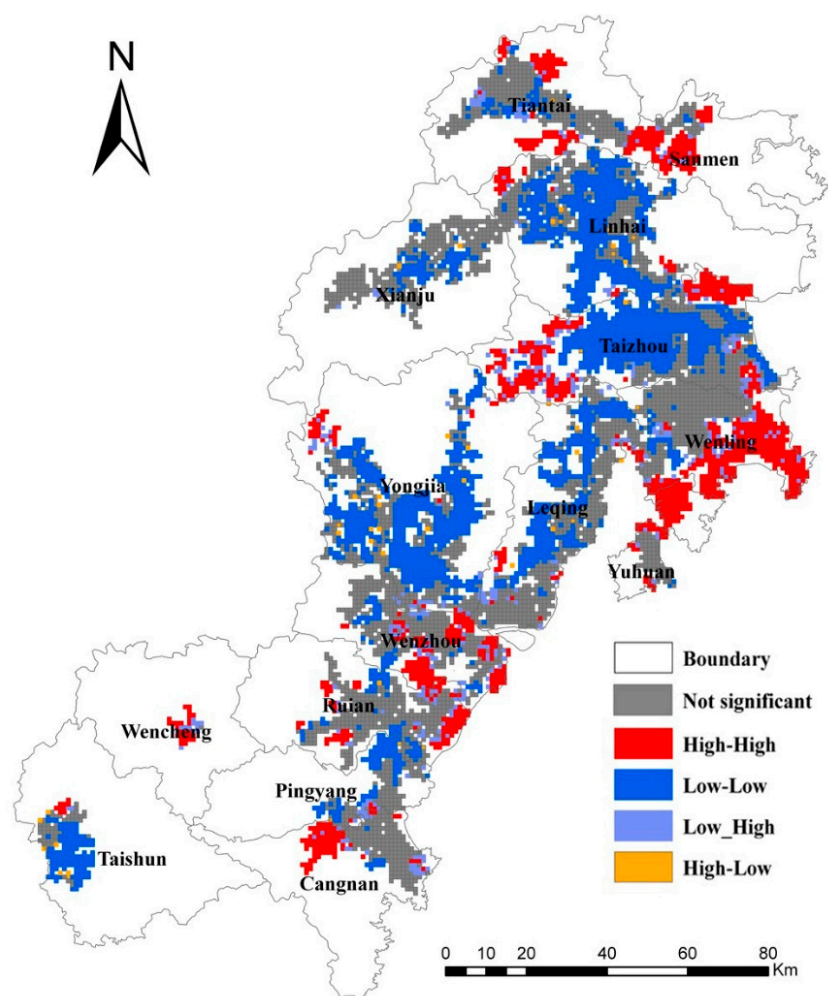 N
Tiantai
Sanmen
Linhai
Xianju
Taizhou
Wenling
Yongjia
Leqing
Yuhuan
Wenzhou
Boundary
Not significant
Ruian
Wencheng
High-High
Low-Low
Pingyang
Low_High
Taishun
High-Low
Cangnan
0 10 20 40 60 80
Km